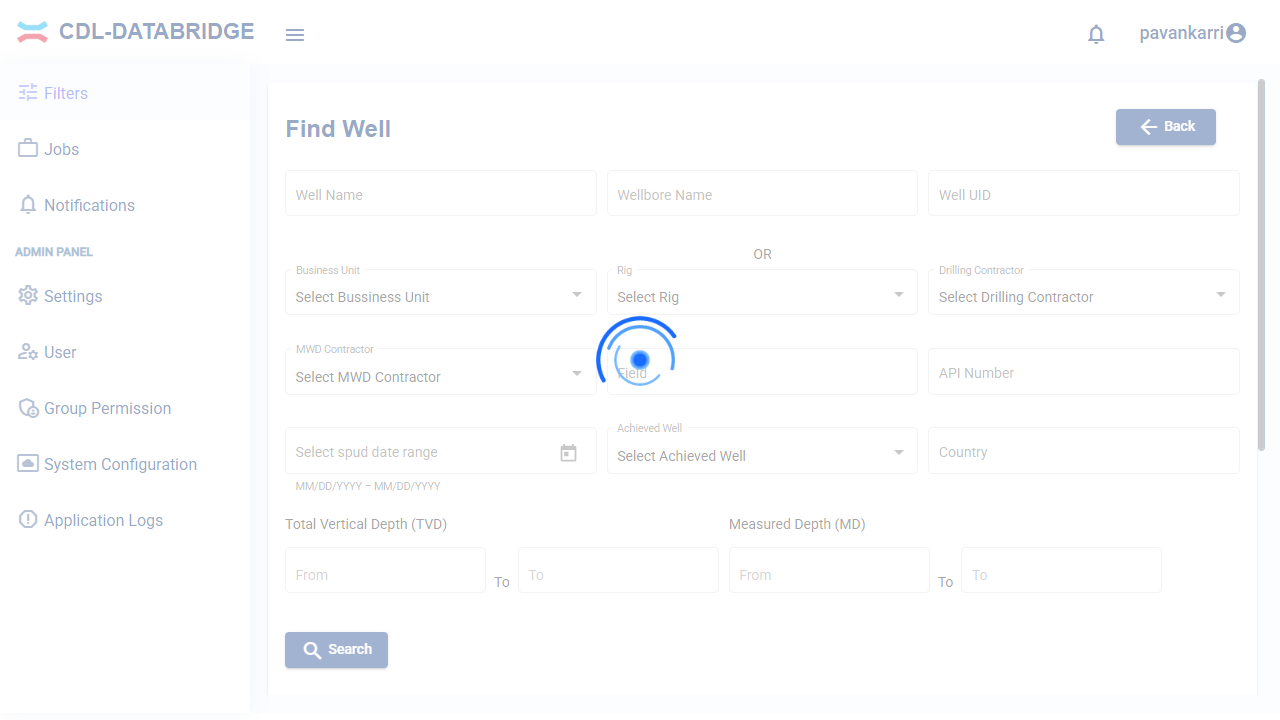 CDL-DATABRIDGE
pavankarri
Filters
Jobs
Notifications
ADMIN PANEL
Settings
User
Group Permission
System Configuration
Application Logs
Find Well
Back
Well Name
Wellbore Name
Well UID
OR
Business Unit
Select Bussiness Unit
Rig
Select Rig
Drilling Contractor
Select Drilling Contractor
MWD Contractor
Select MWD Contractor
Field
API Number
Select spud date range
MM/DD/YYYY – MM/DD/YYYY
Achieved Well
Select Achieved Well
Country
Total Vertical Depth (TVD)
From
To
To
Measured Depth (MD)
From
To
To
Search